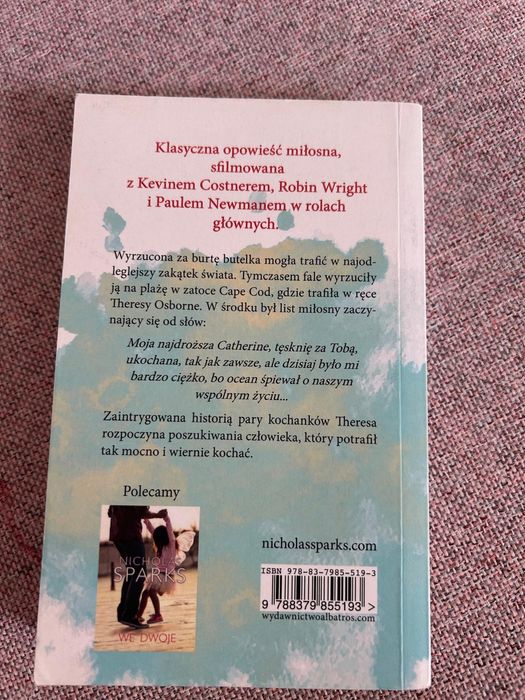 Klasyczna opowieść miłosna,
sfilmowana
z Kevinem Costnerem, Robin Wright
i Paulem Newmanem w rolach
głównych.
Wyrzucona za burtę butelka mogła trafić w najod-
leglejszy zakątek świata. Tymczasem fale wyrzuciły
ją na plażę w zatoce Cape Cod, gdzie trafiła w ręce
Theresy Osborne. W środku był list miłosny zaczy-
nający się od słów:
Moja najdroższa Catherine, tęsknię za Tobą,
ukochana, tak jak zawsze, ale dzisiaj było mi
bardzo ciężko, bo ocean śpiewał o naszym
wspólnym życiu...
Zaintrygowana historią pary kochanków Theresa
rozpoczyna poszukiwania człowieka, który potrafił
tak mocno i wiernie kochać.
Polecamy
NICHOLAS
SPARKS
WE DWOJE
nicholassparks.com
ISBN 978-83-7985-519-3
9 788379 855193 >
wydawnictwoalbatros.com